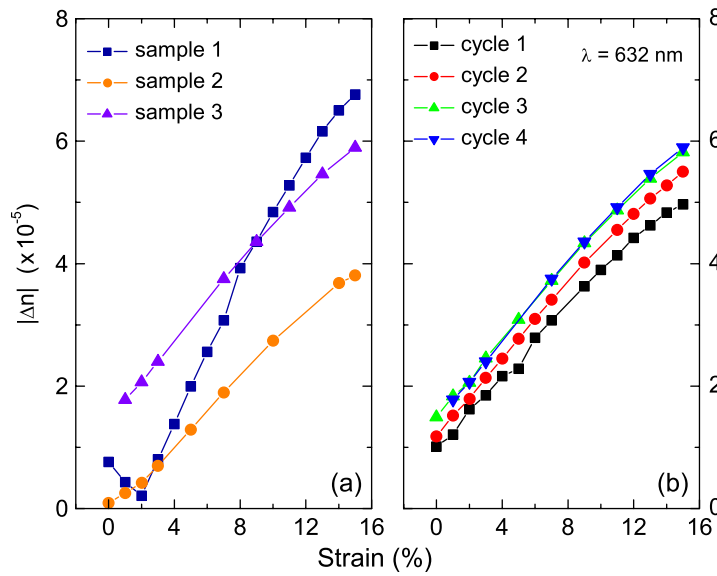 8
6
4
2
0
|Δn| (x10⁻⁵)
sample 1
sample 2
sample 3
(a)
0 4 8 12 16
cycle 1
cycle 2
cycle 3
cycle 4
λ = 632 nm
(b)
0 4 8 12 16
8
6
4
2
0
Strain (%)